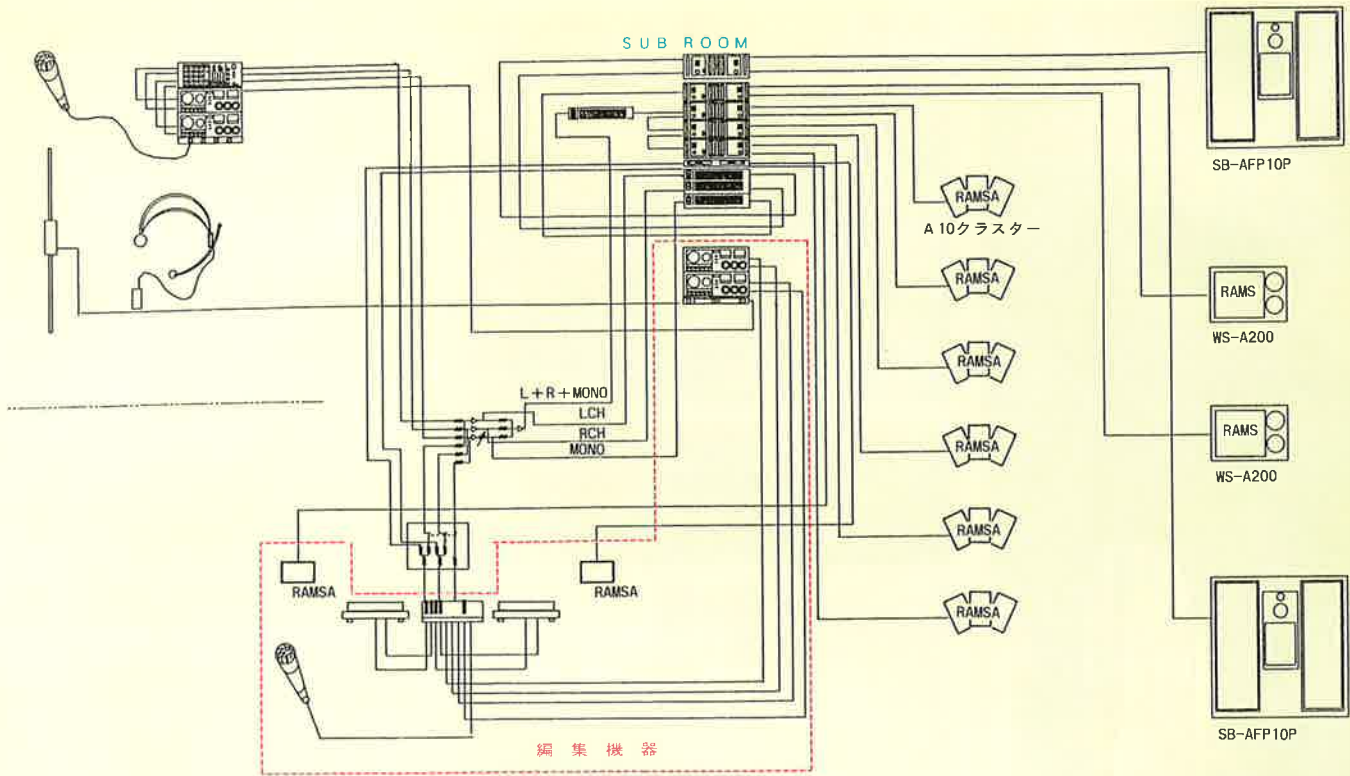 SUB ROOM
SB-AFP10P
RAMSA
A10クラスター
RAMSA
RAMS
WS-A200
RAMSA
L+R+MONO
LCH
RCH
MONO
RAMS
WS-A200
RAMSA
RAMSA
RAMSA
RAMSA
RAMSA
SB-AFP10P
編集機器